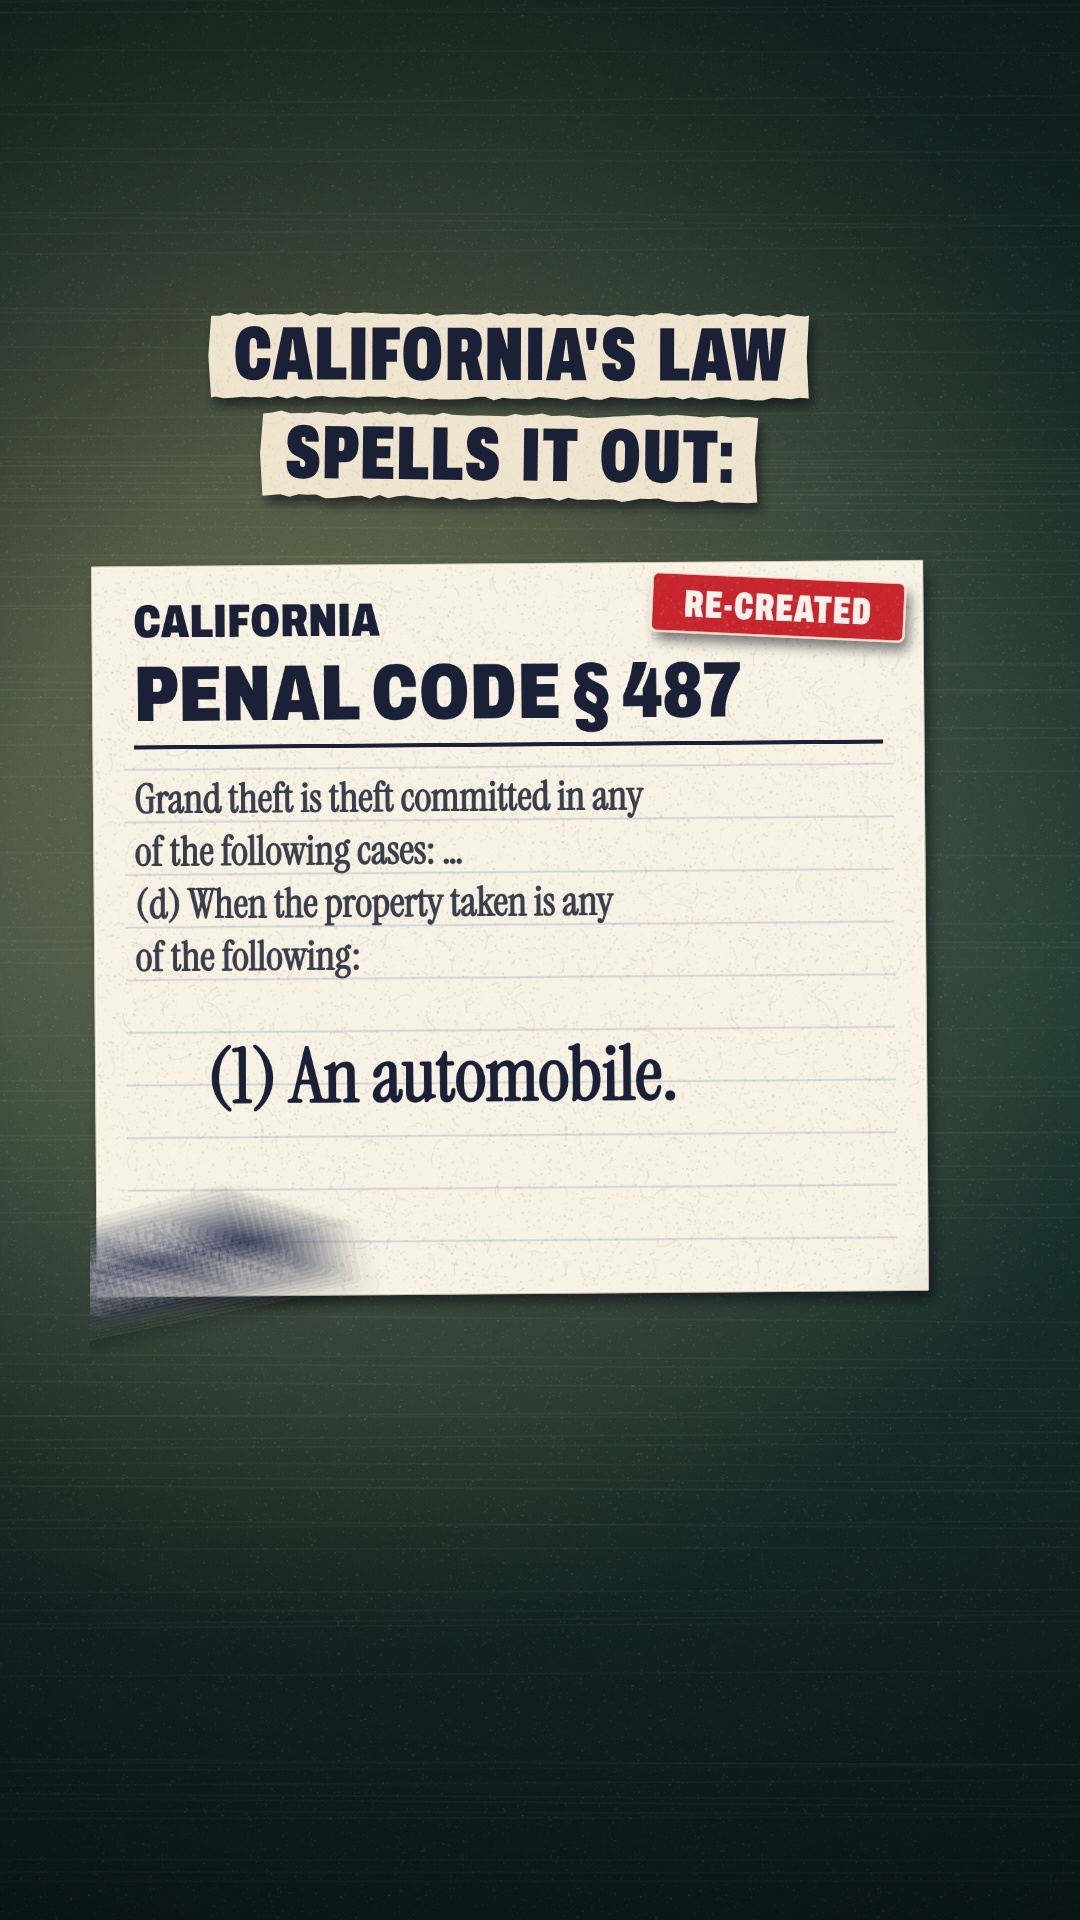 CALIFORNIA'S LAW
SPELLS IT OUT:
RE-CREATED
CALIFORNIA
PENAL CODE § 487
Grand theft is theft committed in any
of the following cases: ...
(d) When the property taken is any
of the following:
(1) An automobile.